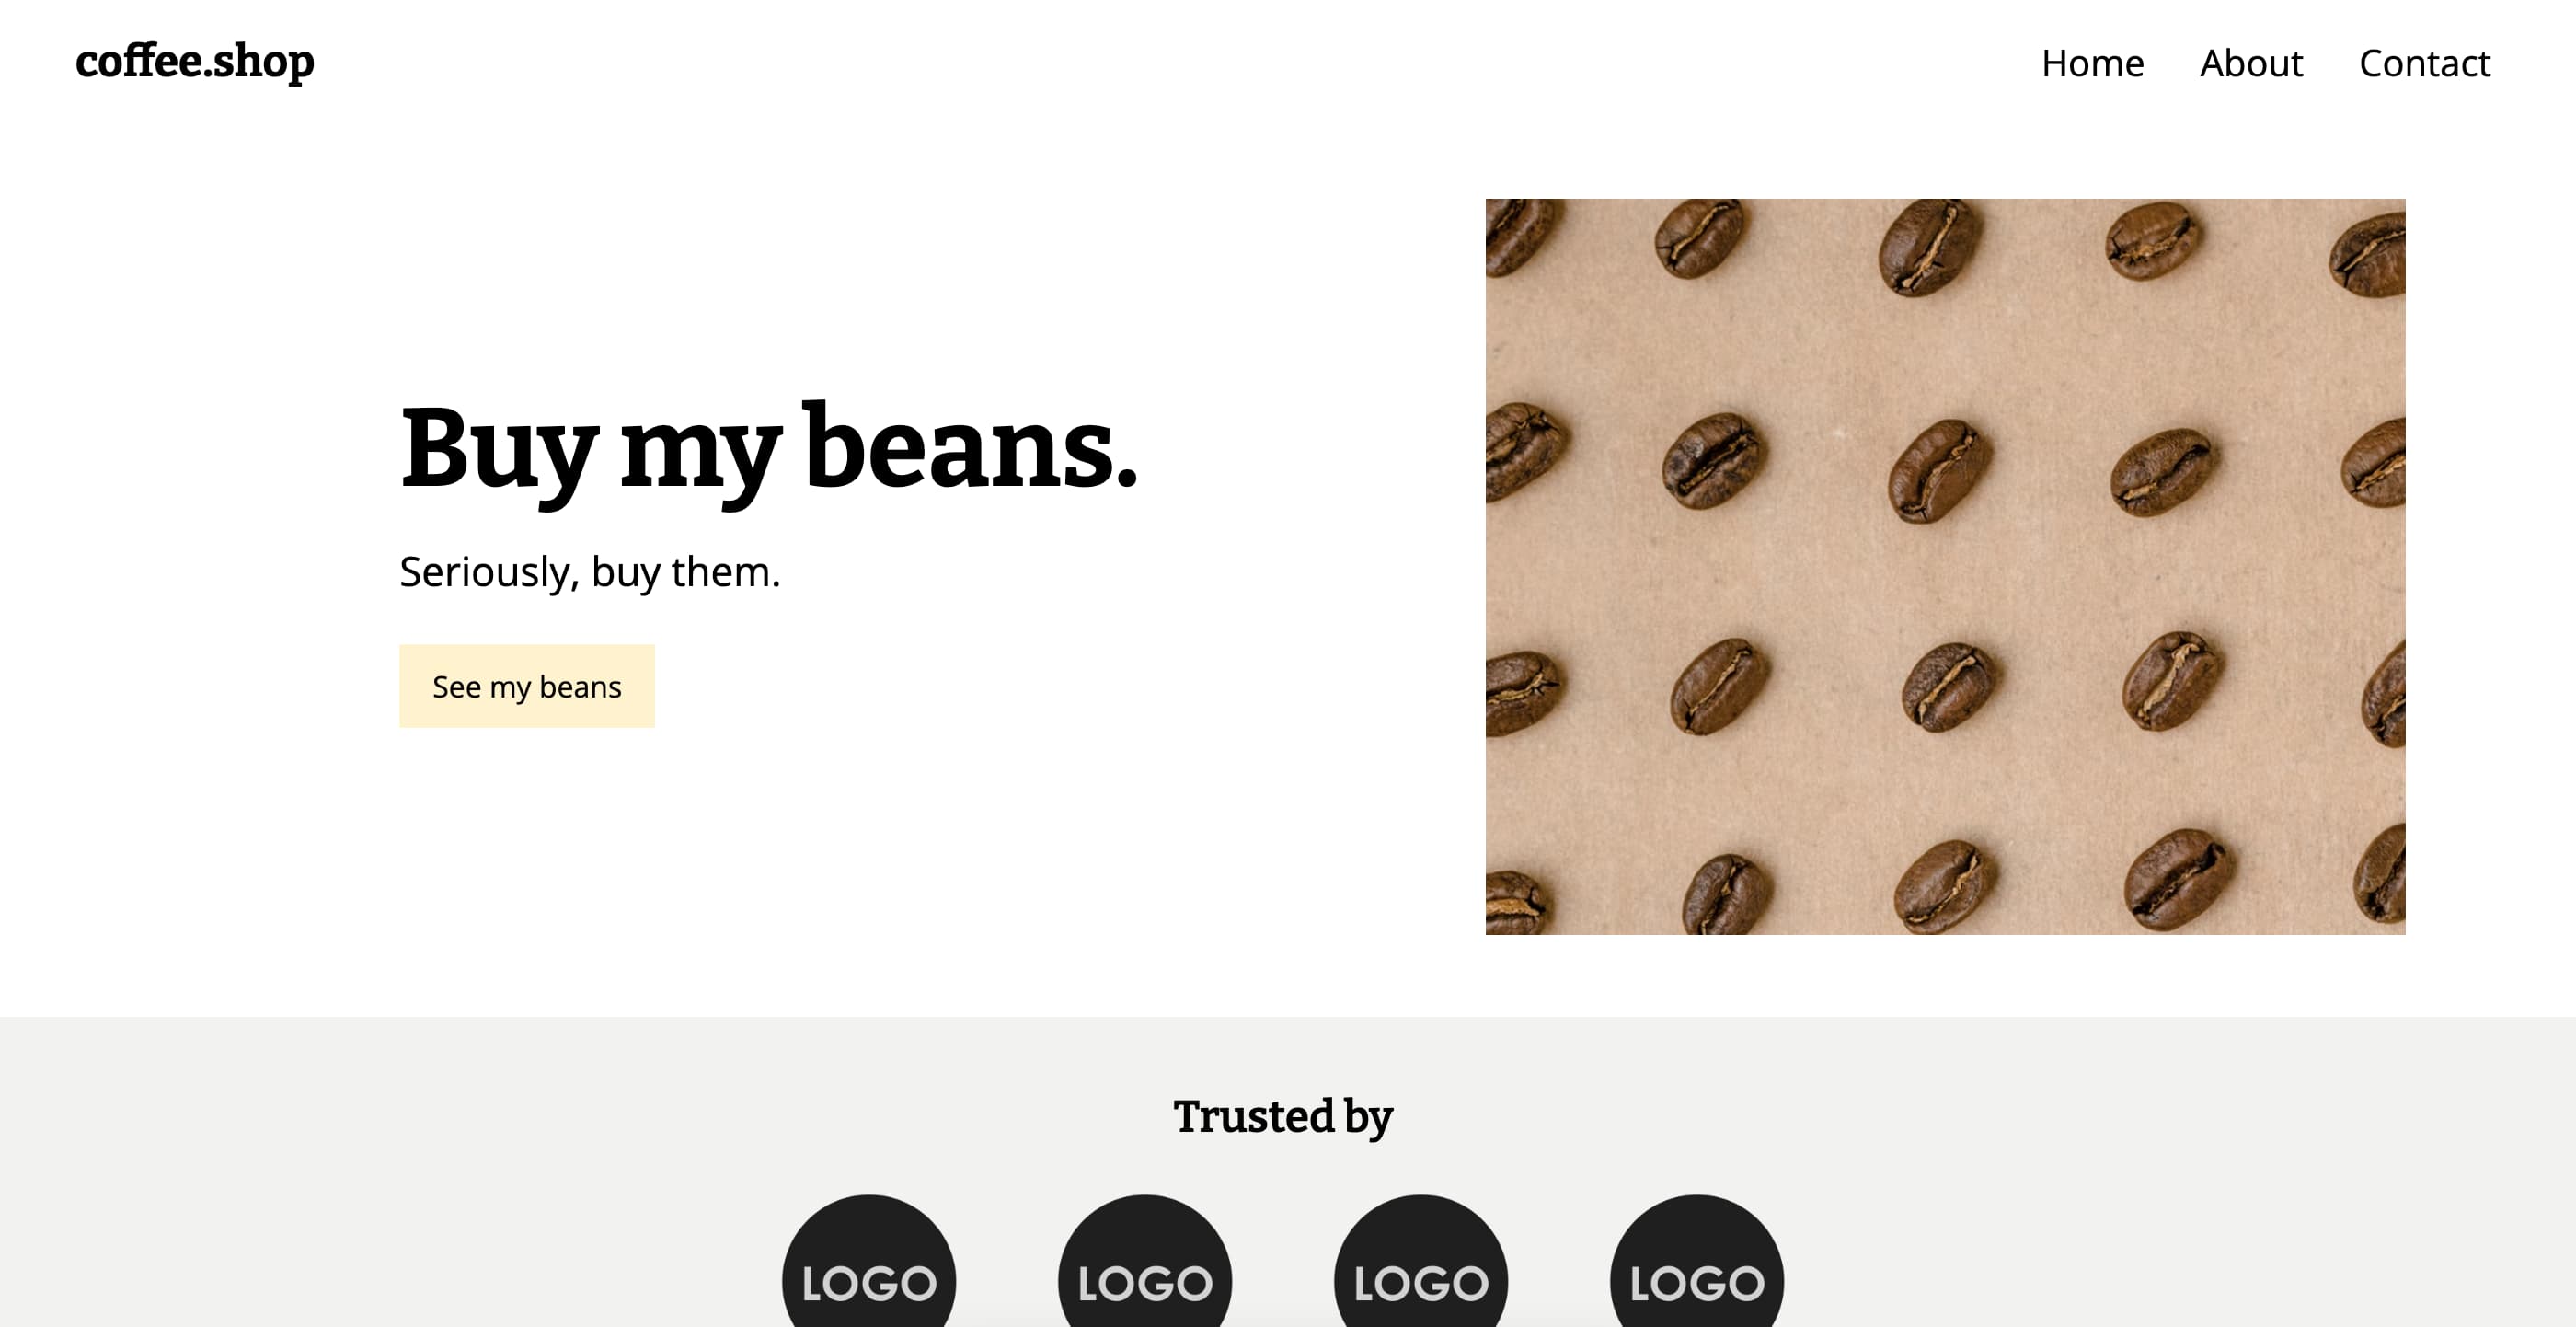 coffee.shop
Home About Contact
Buy my beans.
Seriously, buy them.
See my beans
Trusted by
LOGO LOGO LOGO LOGO